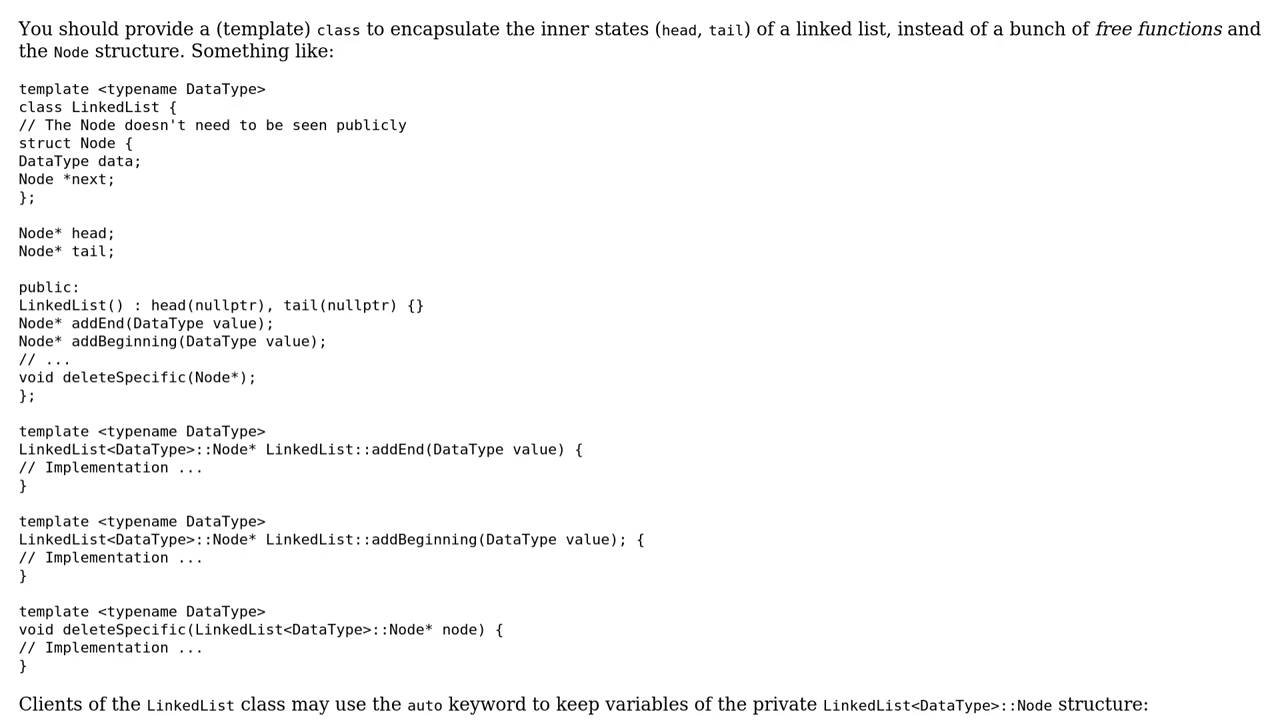 You should provide a (template) class to encapsulate the inner states (head, tail) of a linked list, instead of a bunch of free functions and
the Node structure. Something like:
template <typename DataType>
class LinkedList {
// The Node doesn't need to be seen publicly
struct Node {
DataType data;
Node *next;
};
Node* head;
Node* tail;
public:
LinkedList() : head(nullptr), tail(nullptr) {}
Node* addEnd(DataType value);
Node* addBeginning(DataType value);
// ...
void deleteSpecific(Node*);
};
template <typename DataType>
LinkedList<DataType>::Node* LinkedList::addEnd(DataType value) {
// Implementation ...
}
template <typename DataType>
LinkedList<DataType>::Node* LinkedList::addBeginning(DataType value); {
// Implementation ...
}
template <typename DataType>
void deleteSpecific(LinkedList<DataType>::Node* node) {
// Implementation ...
}
Clients of the LinkedList class may use the auto keyword to keep variables of the private LinkedList<DataType>::Node structure: